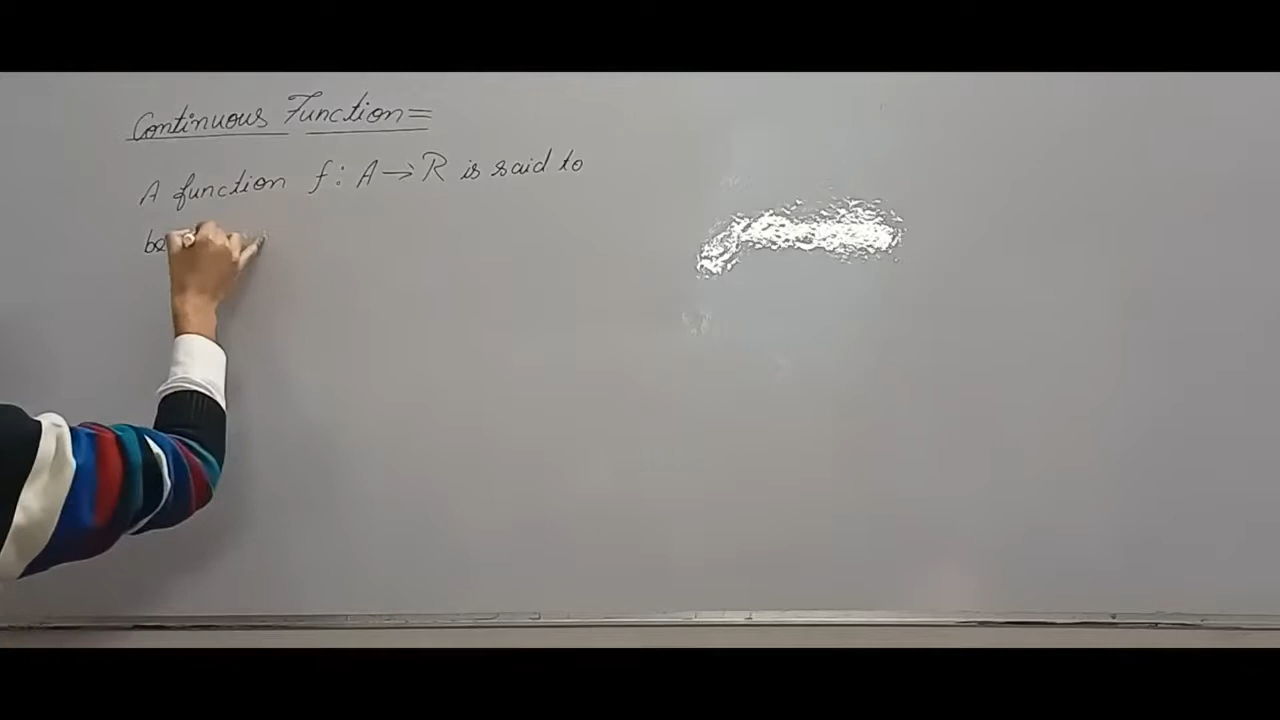 Continuous Function=
A function f: A→R is said to
be